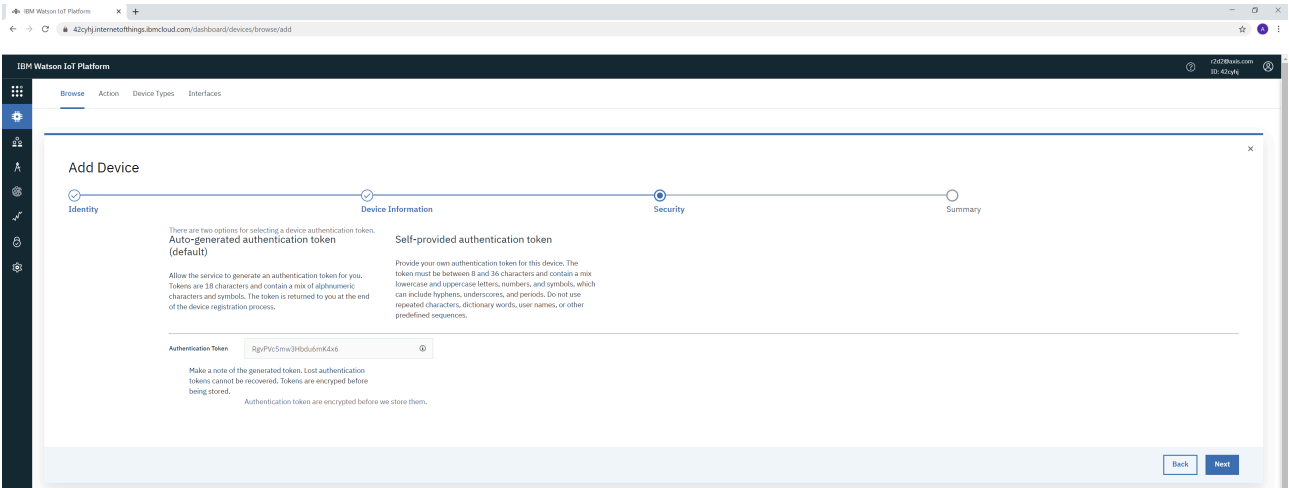 IBM Watson IoT Platform
42cyhj.internetofthings.ibmcloud.com/dashboard/devices/browse/add
A
IBM Watson IoT Platform
r2d2@axis.com
ID: 42cyhj
Browse Action Device Types Interfaces
Add Device
Identity Device Information Security Summary
There are two options for selecting a device authentication token.
Auto-generated authentication token
(default)
Allow the service to generate an authentication token for you.
Tokens are 18 characters and contain a mix of alphnumeric
characters and symbols. The token is returned to you at the end
of the device registration process.
Self-provided authentication token
Provide your own authentication token for this device. The
token must be between 8 and 36 characters and contain a mix
lowercase and uppercase letters, numbers, and symbols, which
can include hyphens, underscores, and periods. Do not use
repeated characters, dictionary words, user names, or other
predefined sequences.
Authentication Token RgvPVc5mw3Hbdu6mK4x6
Make a note of the generated token. Lost authentication
tokens cannot be recovered. Tokens are encryped before
being stored.
Authentication token are encrypted before we store them.
Back Next